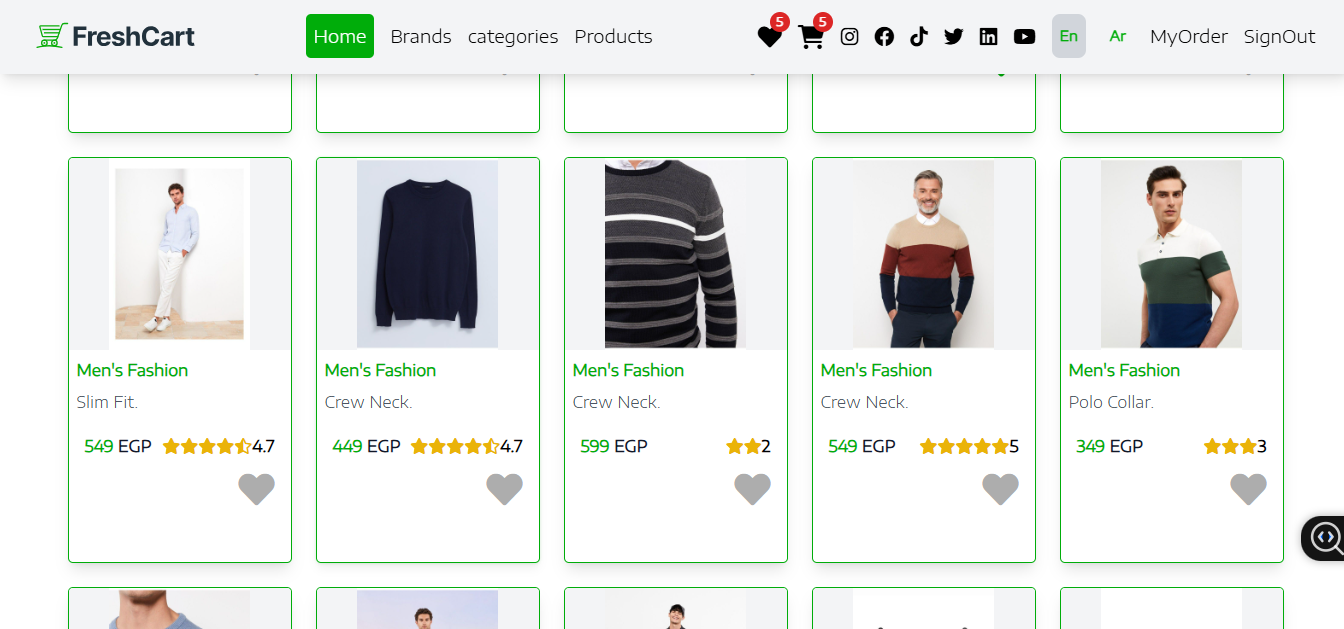 FreshCart Home Brands categories Products 5 5 En Ar MyOrder SignOut
Men's Fashion Men's Fashion Men's Fashion Men's Fashion Men's Fashion
Slim Fit. Crew Neck. Crew Neck. Crew Neck. Polo Collar.
549 EGP 4.7 449 EGP 4.7 599 EGP 2 549 EGP 5 349 EGP 3